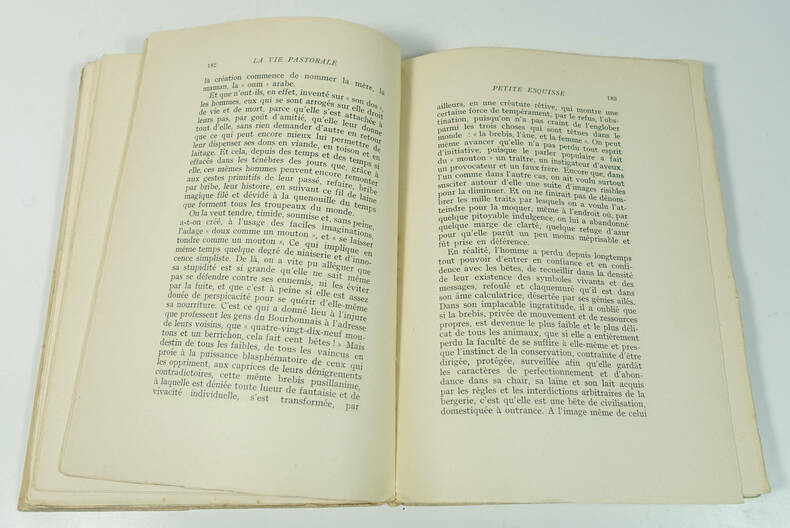 182
LA VIE PASTORALE
la création commence de nommer la mère, la
maman, la « oum » arabe.
Et que n'ont-ils, en effet, inventé sur « son dos »,
les hommes, eux qui se sont arrogés sur elle droit
de vie et de mort, parce qu'elle s'est attachée à
leurs pas, par goût d'amitié, qu'elle leur donne
tout d'elle, sans rien demander d'autre en retour
que ce qui peut encore mieux lui permettre de
leur dispenser ses dons en viande, en toison et en
laitage. Et cela, depuis des temps et des temps si
effacés dans les ténèbres des jours que, grâce à
elle, ces mêmes hommes peuvent encore remonter
aux gestes primitifs de leur passé, refaire, bribe
par bribe, leur histoire, en suivant ce fil de laine
magique filé et dévidé à la quenouille du temps
que forment tous les troupeaux du monde.
Ou la veut tendre, timide, soumise et, sans peine,
a-t-on créé, à l'usage des faciles imaginations,
l'adage « doux comme un mouton », et « se laisser
tondre comme un mouton ». Ce qui implique en
même temps quelque degré de niaiserie et d'inno-
cence simpliste. De là, on a vite pu alléguer que
sa stupidité est si grande qu'elle ne sait même
pas se défendre contre ses ennemis, ni les éviter
par la fuite, et que c'est à peine si elle est assez
douée de perspicacité pour se quérir d'elle-même
sa nourriture. C'est ce qui a donné lieu à l'injure
que professent les gens du Bourbonnais à l'adresse
de leurs voisins, que « quatre-vingt-dix-neuf mou-
tons et un berrichon, cela fait cent bêtes ! » Mais
destin de tous les faibles, de tous les vaincus en
proie à la puissance blasphématoire de ceux qui
les oppriment, aux caprices de leurs dénigrements
contradictoires, cette même brebis pusillanime,
à laquelle est déniée toute lueur de fantaisie et de
vivacité individuelle, s'est transformée, par
PETITE ESQUISSE
183
ailleurs, en une créature rétive, qui montre une
certaine force de tempérament, par le refus, l'obs-
tination, puisqu'on n'a pas craint de l'englober
parmi les trois choses qui sont têtues dans le
monde : « la brebis, l'âne, et la femme ». On peut
même avancer qu'elle n'a pas perdu tout esprit
d'initiative, puisque le parler populaire a fait
du « mouton » un traître, un instigateur d'aveux,
un provocateur et un faux frère. Encore que, dans
l'un comme dans l'autre cas, on ait voulu surtout
susciter autour d'elle une suite d'images risibles
pour la diminuer. Et on ne finirait pas de dénom-
brer les mille traits par lesquels on a voulu l'at-
teindre pour la moquer, même à l'endroit où, par
quelque pitoyable indulgence, on lui a abandonné
quelque marge de clarté, quelque refuge d'azur
pour qu'elle parût un peu moins méprisable et
fût prise en déférence.
En réalité, l'homme a perdu depuis longtemps
tout pouvoir d'entrer en confiance et en confi-
dence avec les bêtes, de recueillir dans la densité
de leur existence des symboles vivants et des
messages, refoulé et claquemuré qu'il est dans
son âme calculatrice, désertée par ses génies ailés.
Dans son implacable ingratitude, il a oublié que
si la brebis, privée de mouvement et de ressources
propres, est devenue le plus faible et le plus déli-
cat de tous les animaux, que si elle a entièrement
perdu la faculté de se suffire à elle-même et pres-
que l'instinct de la conservation, contrainte d'être
dirigée, protégée, surveillée afin qu'elle gardât
les caractères de perfectionnement et d'abon-
dance dans sa chair, sa laine et son lait acquis
par les règles et les interdictions arbitraires de la
bergerie, c'est qu'elle est une bête de civilisation,
domestiquée à outrance. A l'image même de celui